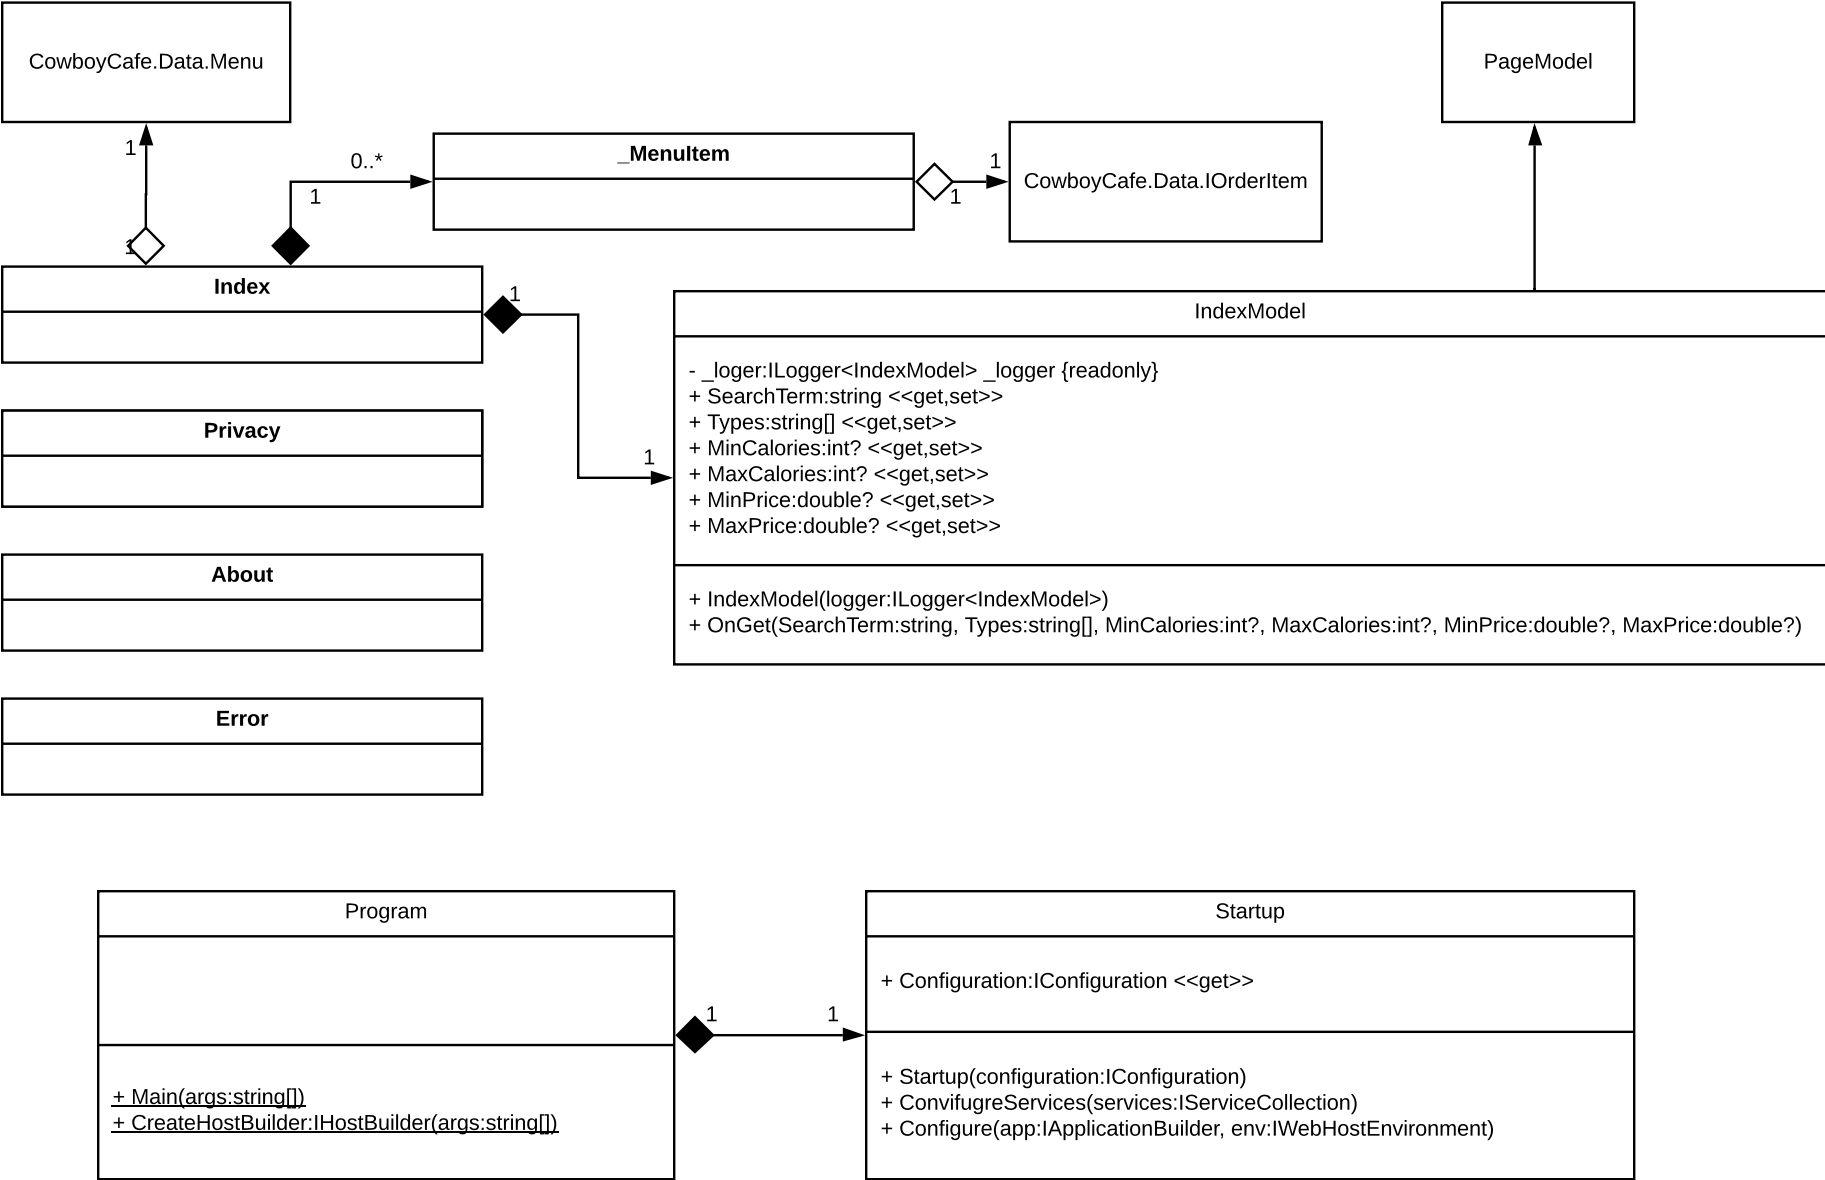 CowboyCafe.Data.Menu
PageModel
1
0..*
1
_MenuItem
1
1
CowboyCafe.Data.IOrderItem
1
Index
1
1
IndexModel
- _loger:ILogger<IndexModel> _logger {readonly}
+ SearchTerm:string <<get,set>>
+ Types:string[] <<get,set>>
+ MinCalories:int? <<get,set>>
+ MaxCalories:int? <<get,set>>
+ MinPrice:double? <<get,set>>
+ MaxPrice:double? <<get,set>>
+ IndexModel(logger:ILogger<IndexModel>)
+ OnGet(SearchTerm:string, Types:string[], MinCalories:int?, MaxCalories:int?, MinPrice:double?, MaxPrice:double?)
Privacy
About
Error
Program
+ Main(args:string[])
+ CreateHostBuilder:IHostBuilder(args:string[])
1
1
Startup
+ Configuration:IConfiguration <<get>>
+ Startup(configuration:IConfiguration)
+ ConvifugreServices(services:IServiceCollection)
+ Configure(app:IApplicationBuilder, env:IWebHostEnvironment)